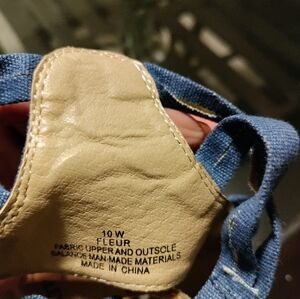 10 W
FLEUR
FABRIC UPPER AND OUTSOLE
BALANCE MAN-MADE MATERIALS
MADE IN CHINA